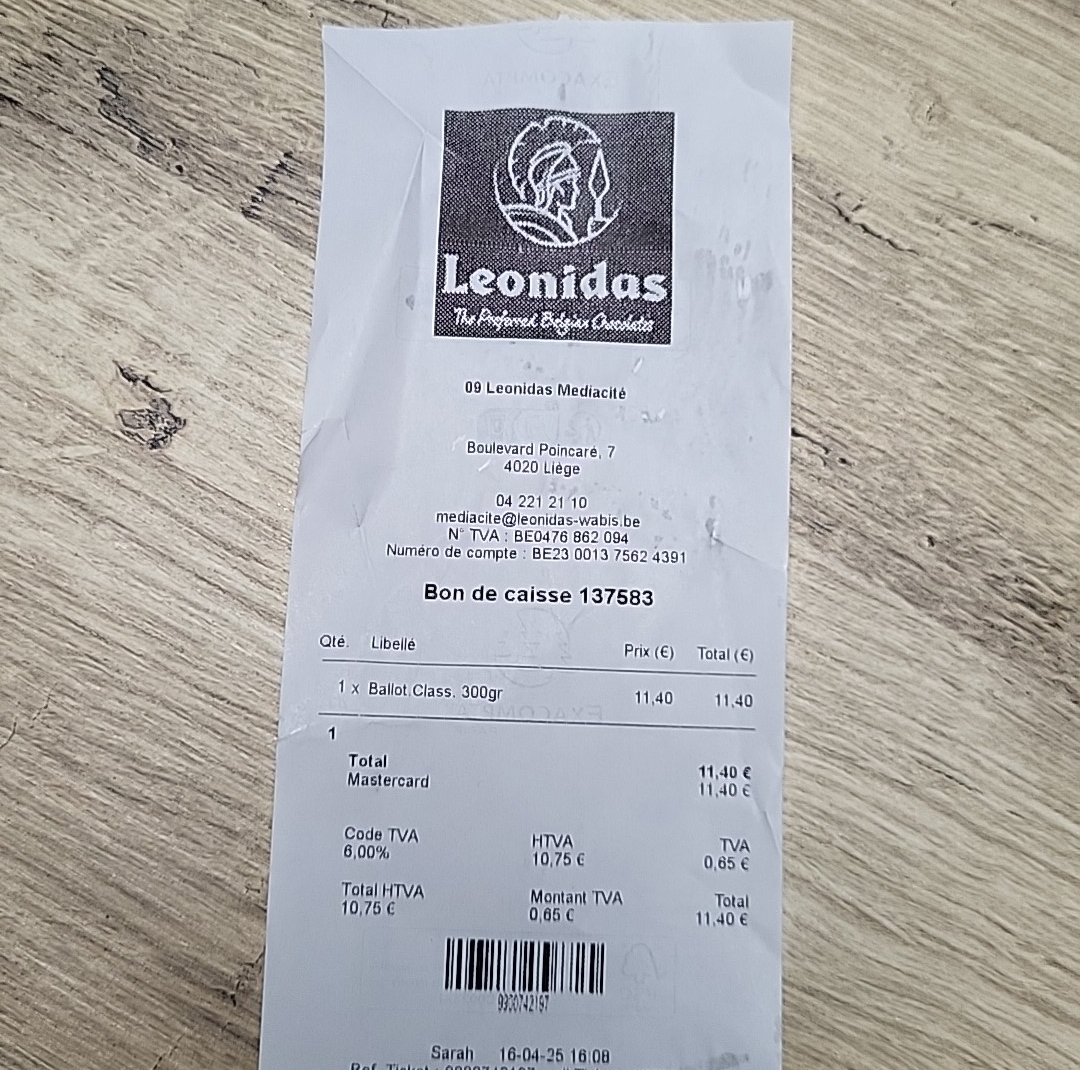 Leonidas
The Preferred Belgian Chocolates
09 Leonidas Mediacité
Boulevard Poincaré, 7
4020 Liège
04 221 21 10
mediacite@leonidas-wabis.be
N° TVA : BE0476 862 094
Numéro de compte : BE23 0013 7562 4391
Bon de caisse 137583
Qté. Libellé Prix (€) Total (€)
1 x Ballot.Class. 300gr 11,40 11,40
1
Total 11,40 €
Mastercard 11,40 €
Code TVA HTVA TVA
6,00% 10,75 € 0,65 €
Total HTVA Montant TVA Total
10,75 € 0,65 € 11,40 €
9300742197
Sarah 16-04-25 16:08